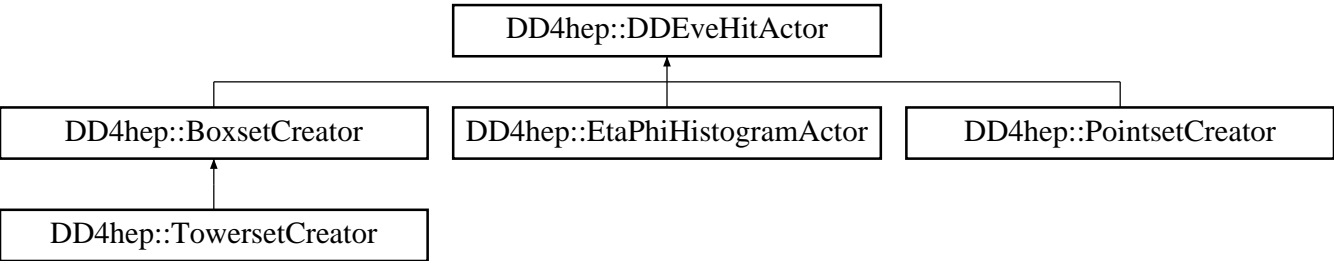 DD4hep::DDEveHitActor
DD4hep::BoxsetCreator
DD4hep::EtaPhiHistogramActor
DD4hep::PointsetCreator
DD4hep::TowersetCreator